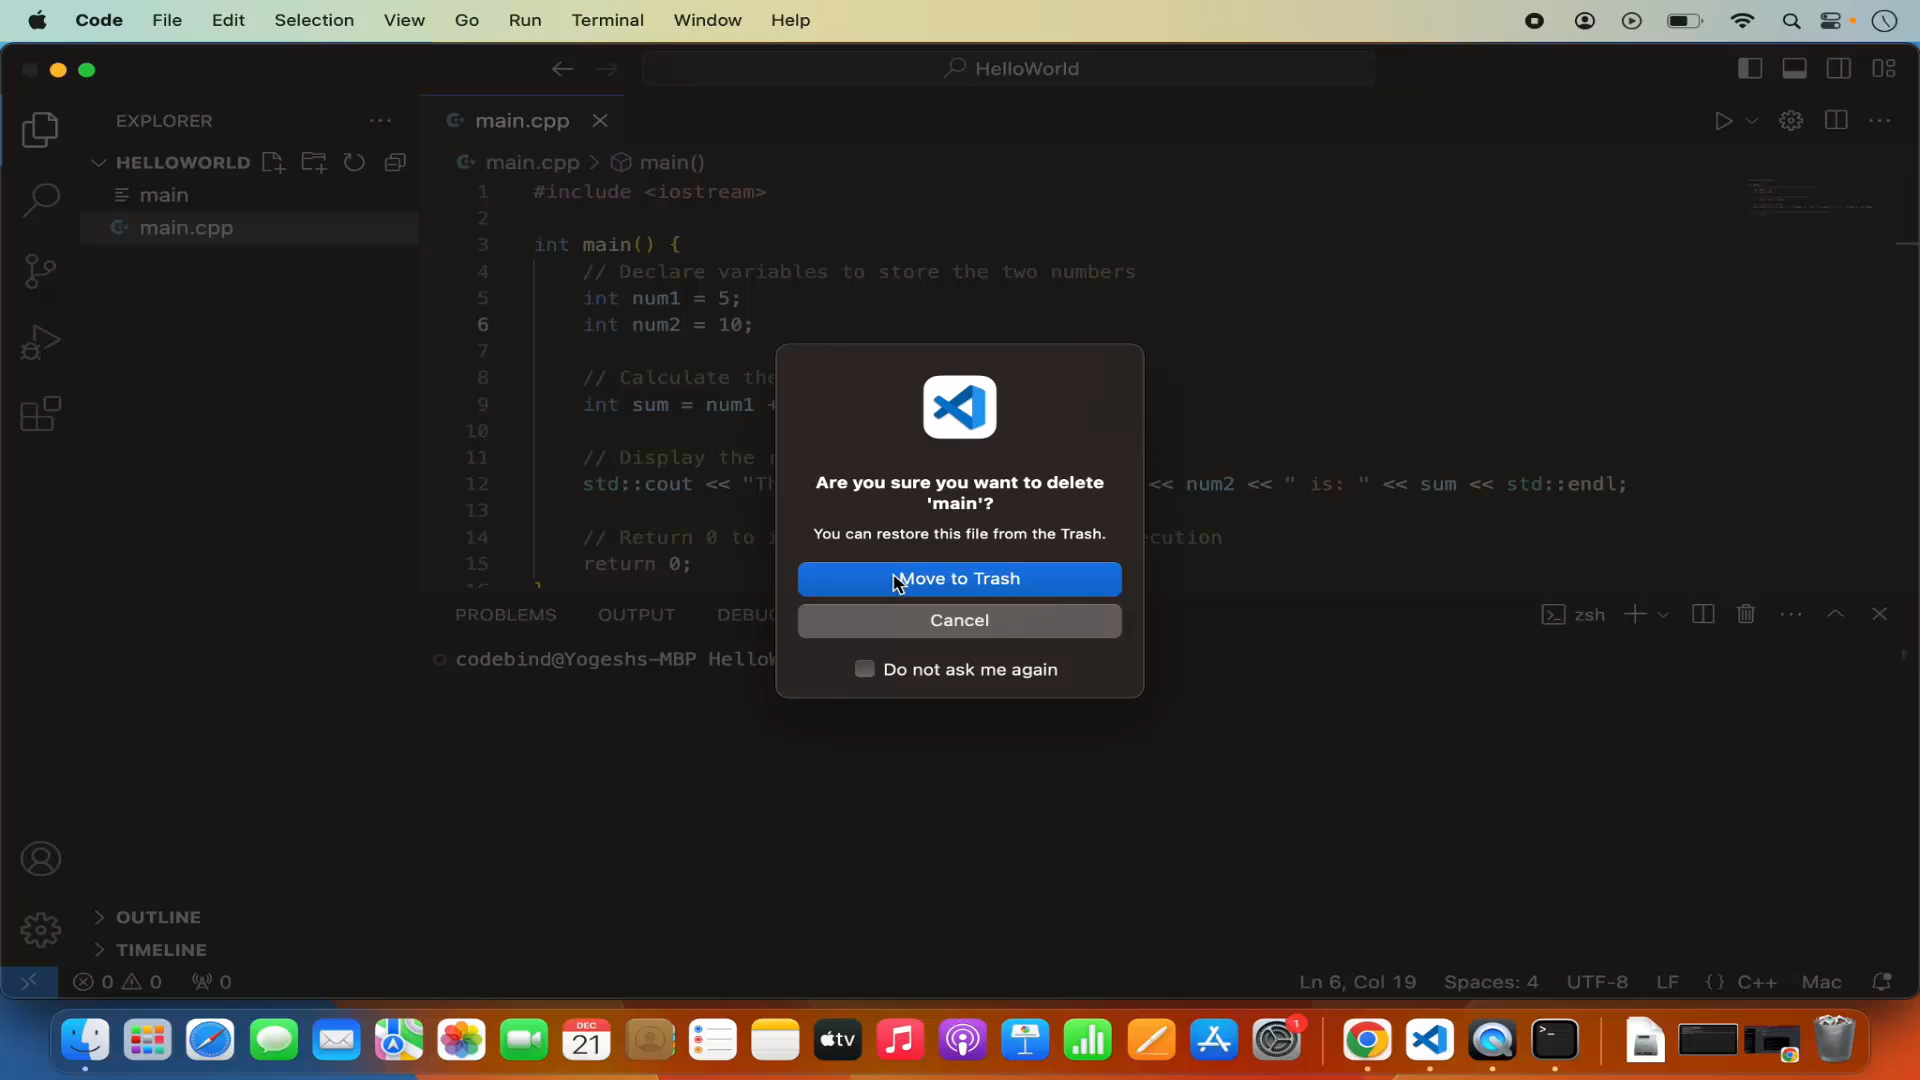 Code File Edit Selection View Go Run Terminal Window Help
HelloWorld
EXPLORER
main.cpp
HELLOWORLD
main
main.cpp
main.cpp > main()
1 #include <iostream>
2
3 int main() {
4 // Declare variables to store the two numbers
5 int num1 = 5;
6 int num2 = 10;
7
8 // Calculate the
9 int sum = num1 +
10
11 // Display the
12 std::cout << "Th << num2 << " is: " << sum << std::endl;
13
14 // Return 0 to
15 return 0;
}
Are you sure you want to delete
'main'?
You can restore this file from the Trash.
Move to Trash
Cancel
Do not ask me again
PROBLEMS OUTPUT DEBU
zsh
codebind@Yogeshs-MBP HelloW
OUTLINE
TIMELINE
0 0 0
Ln 6, Col 19 Spaces: 4 UTF-8 LF {} C++ Mac
DEC
21
tv
1